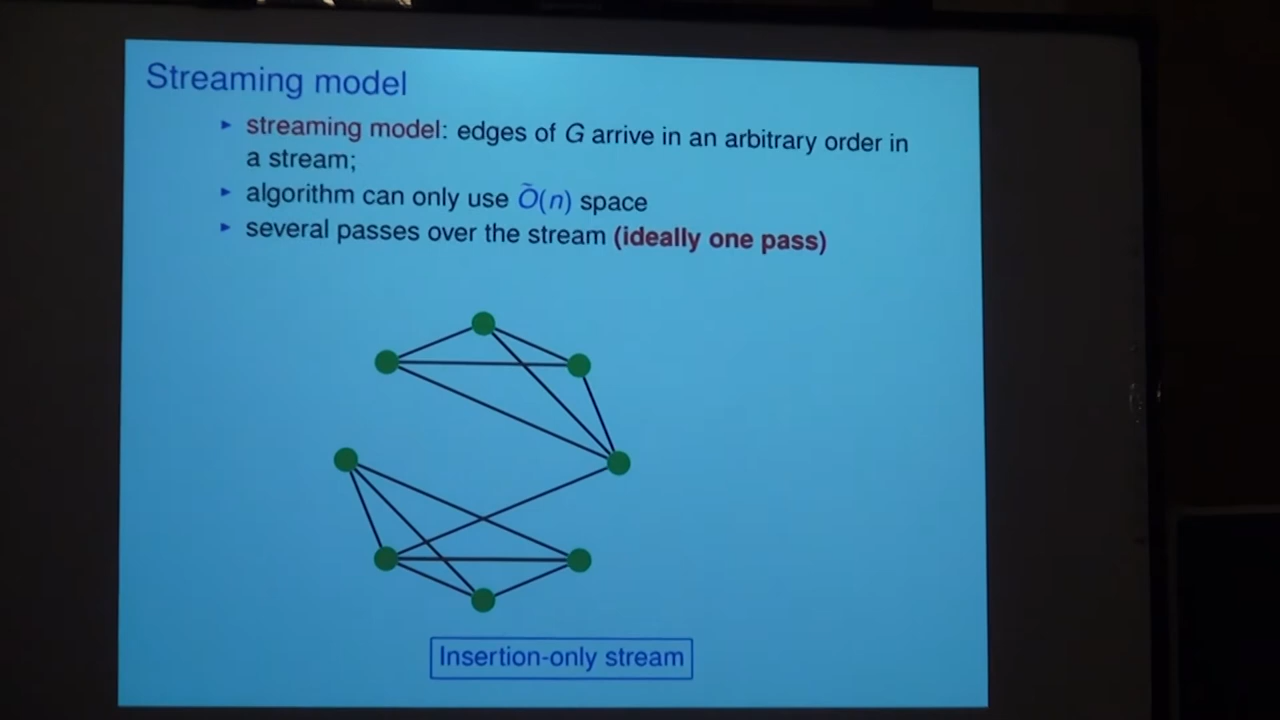 Streaming model
▸ streaming model: edges of G arrive in an arbitrary order in
a stream;
▸ algorithm can only use Õ(n) space
▸ several passes over the stream (ideally one pass)
Insertion-only stream